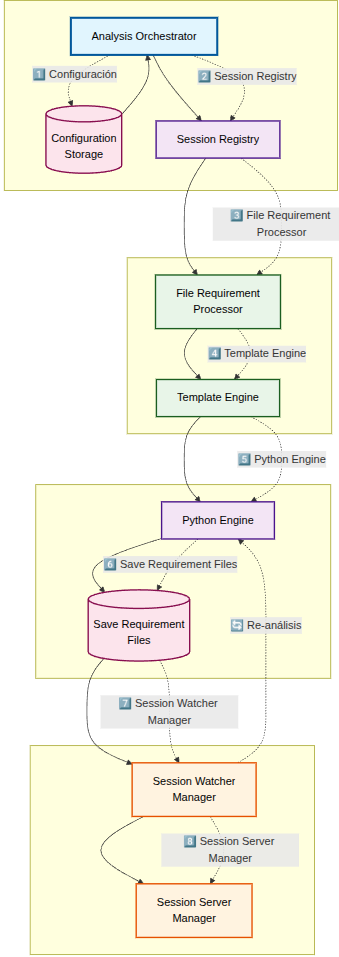 Analysis Orchestrator
1️⃣ Configuración
2️⃣ Session Registry
Configuration
Storage
Session Registry
3️⃣ File Requirement
Processor
File Requirement
Processor
4️⃣ Template Engine
Template Engine
5️⃣ Python Engine
Python Engine
6️⃣ Save Requirement Files
Save Requirement
Files
🔄 Re-análisis
7️⃣ Session Watcher
Manager
Session Watcher
Manager
8️⃣ Session Server
Manager
Session Server
Manager